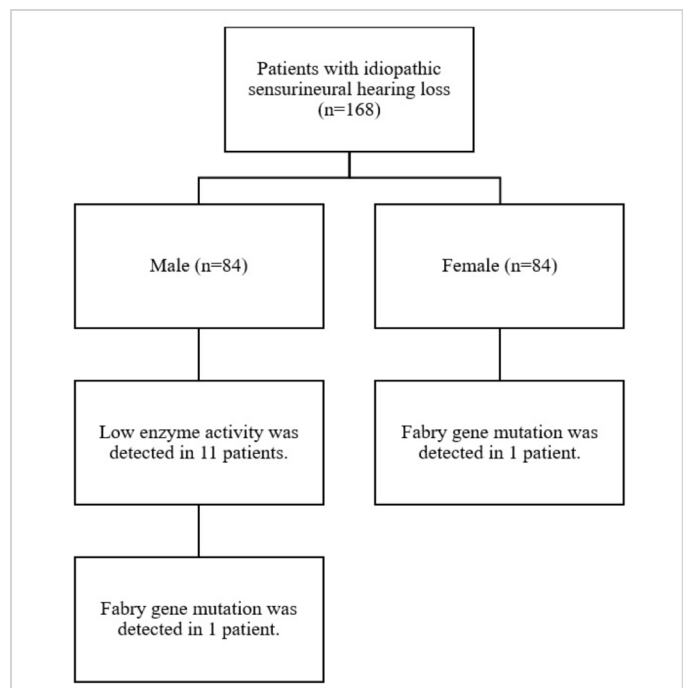 Patients with idiopathic
sensurineural hearing loss
(n=168)
Male (n=84)
Female (n=84)
Low enzyme activity was
detected in 11 patients.
Fabry gene mutation was
detected in 1 patient.
Fabry gene mutation was
detected in 1 patient.